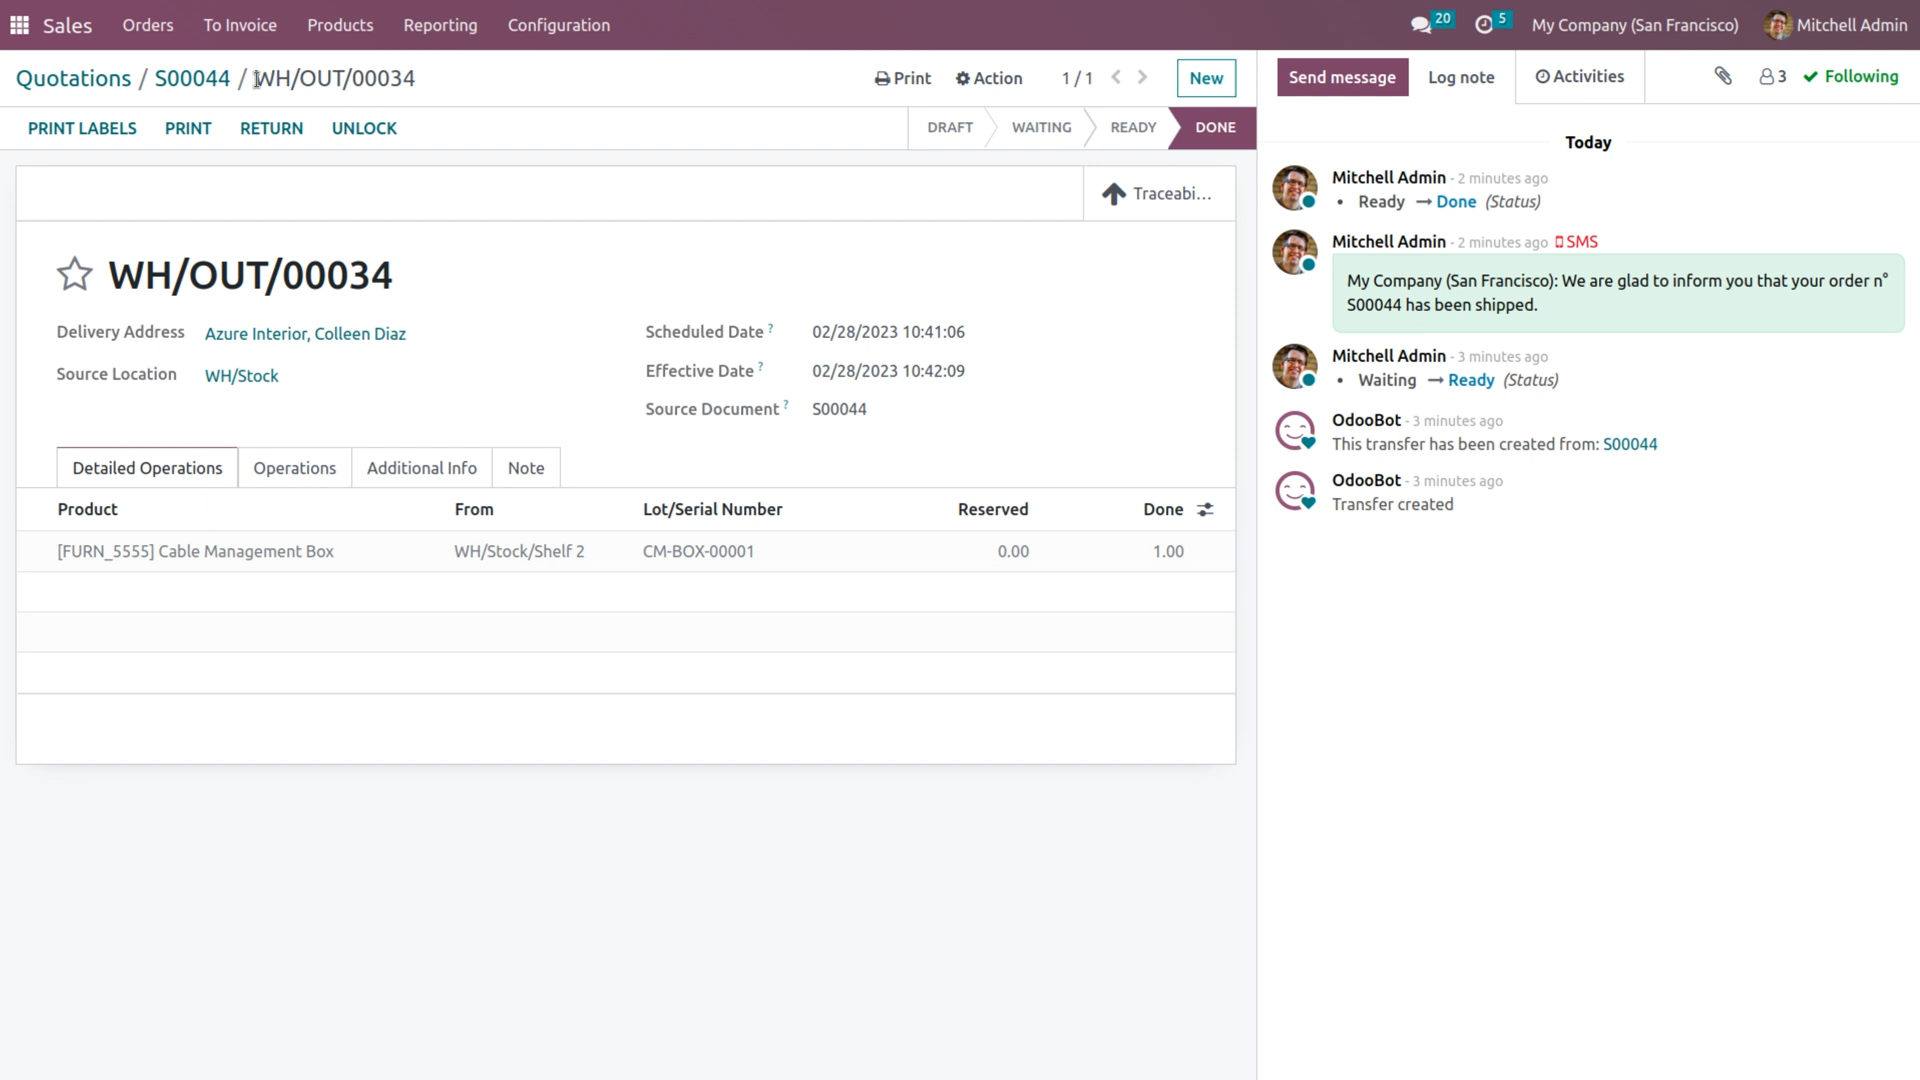 Sales Orders To Invoice Products Reporting Configuration 20 5 My Company (San Francisco) Mitchell Admin
Quotations / S00044 / WH/OUT/00034 Print Action 1 / 1 New
PRINT LABELS PRINT RETURN UNLOCK DRAFT WAITING READY DONE
Traceabi...
WH/OUT/00034
Delivery Address Azure Interior, Colleen Diaz
Source Location WH/Stock
Scheduled Date ? 02/28/2023 10:41:06
Effective Date ? 02/28/2023 10:42:09
Source Document ? S00044
Detailed Operations Operations Additional Info Note
Product From Lot/Serial Number Reserved Done
[FURN_5555] Cable Management Box WH/Stock/Shelf 2 CM-BOX-00001 0.00 1.00
Send message Log note Activities 3 Following
Today
Mitchell Admin - 2 minutes ago
• Ready → Done (Status)
Mitchell Admin - 2 minutes ago SMS
My Company (San Francisco): We are glad to inform you that your order n°
S00044 has been shipped.
Mitchell Admin - 3 minutes ago
• Waiting → Ready (Status)
OdooBot - 3 minutes ago
This transfer has been created from: S00044
OdooBot - 3 minutes ago
Transfer created